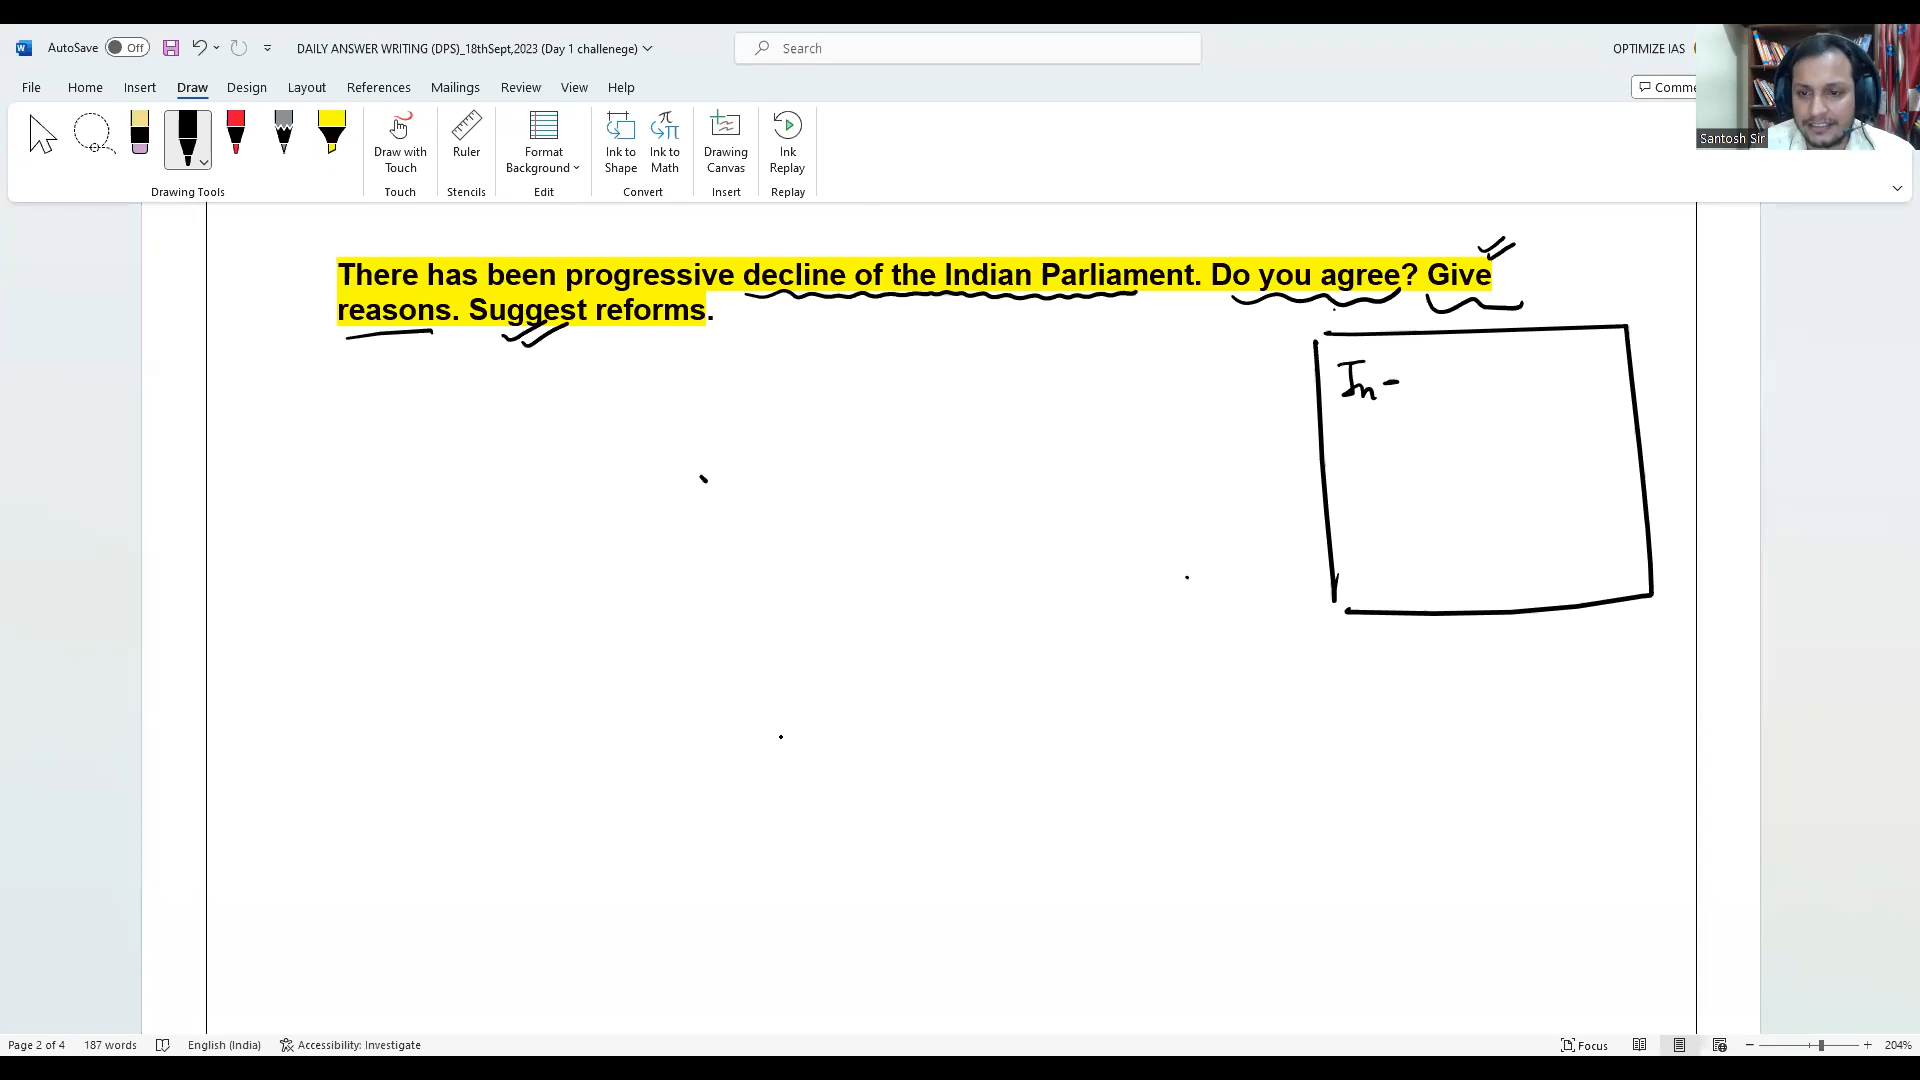 AutoSave Off DAILY ANSWER WRITING (DPS)_18thSept,2023 (Day 1 challenege) Search OPTIMIZE IAS
File Home Insert Draw Design Layout References Mailings Review View Help Comme
Draw with Touch Ruler Format Background Ink to Shape Ink to Math Drawing Canvas Ink Replay
Drawing Tools Touch Stencils Edit Convert Insert Replay
Santosh Sir
There has been progressive decline of the Indian Parliament. Do you agree? Give
reasons. Suggest reforms.
In -
Page 2 of 4 187 words English (India) Accessibility: Investigate Focus 204%